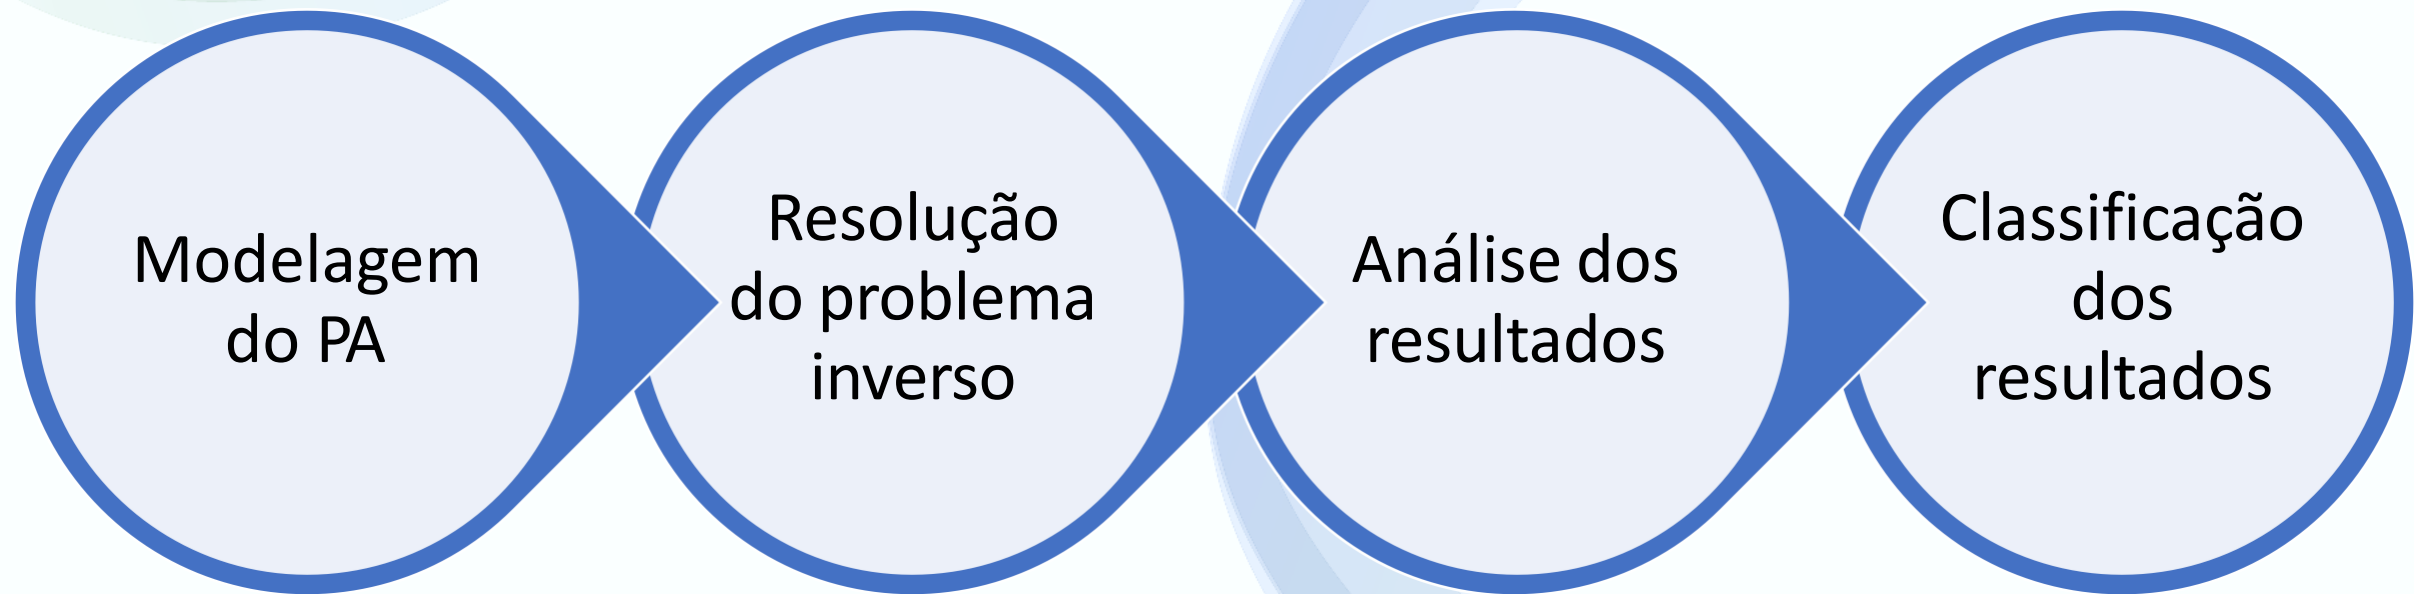 Modelagem
do PA
Resolução
do problema
inverso
Análise dos
resultados
Classificação
dos
resultados